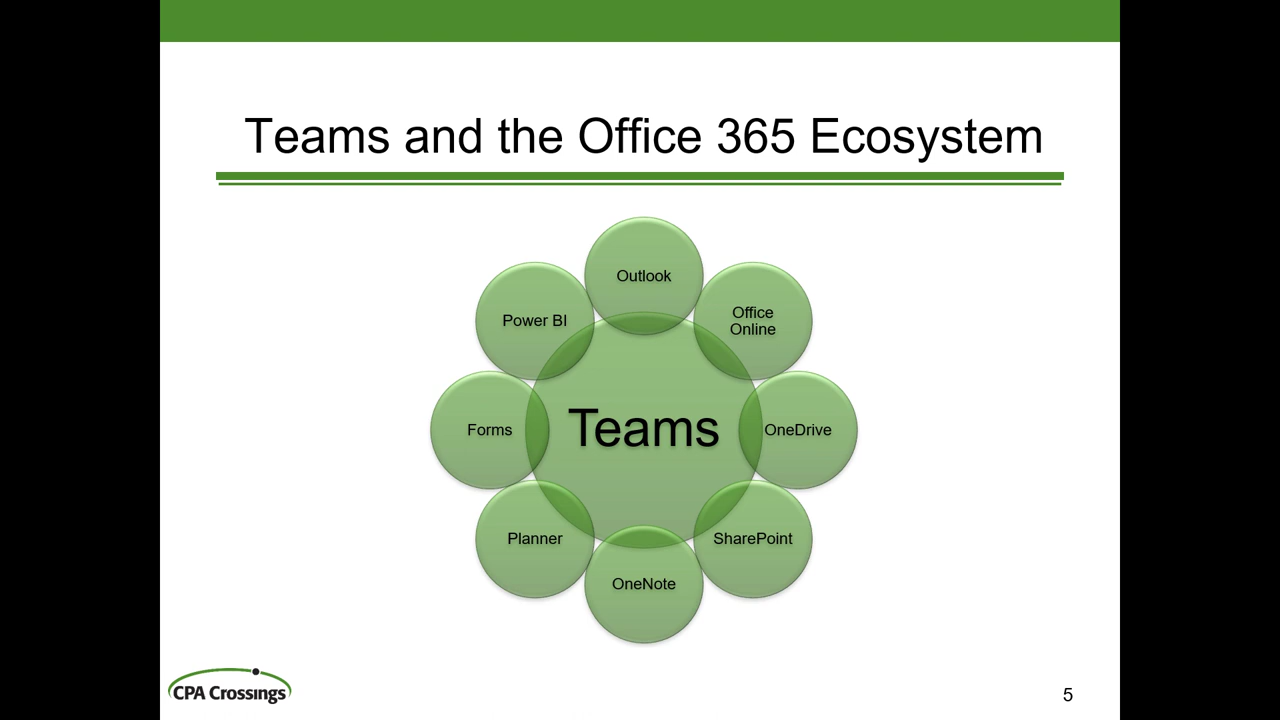 Teams and the Office 365 Ecosystem
Outlook
Office
Online
OneDrive
SharePoint
OneNote
Planner
Forms
Power BI
Teams
CPA Crossings
5